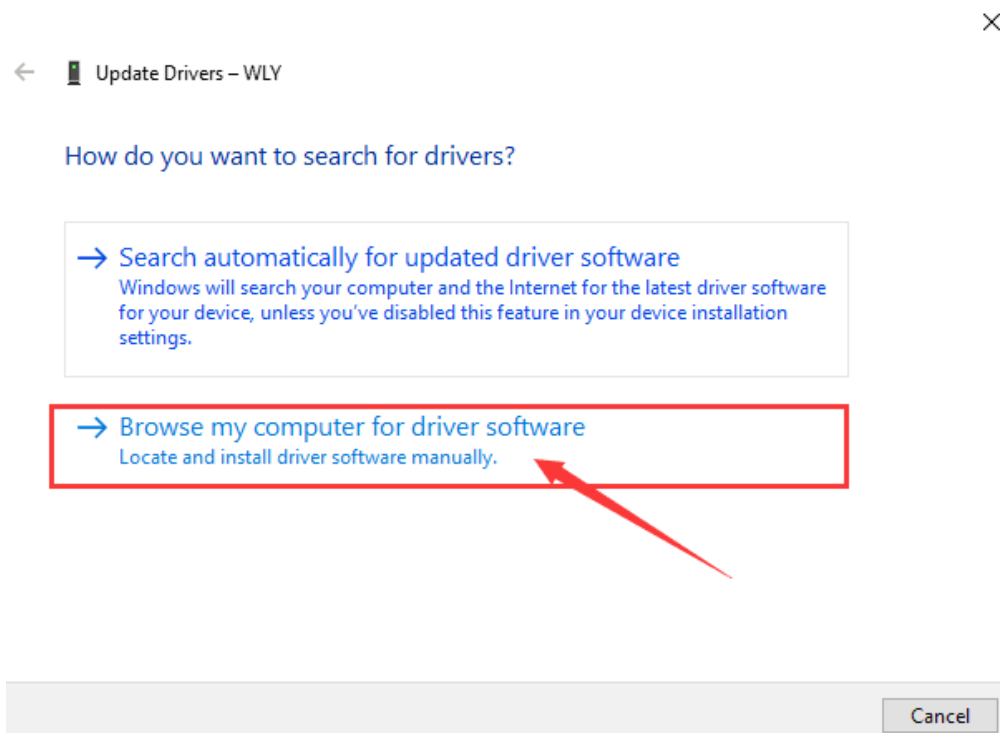 Update Drivers – WLY
How do you want to search for drivers?
Search automatically for updated driver software
Windows will search your computer and the Internet for the latest driver software
for your device, unless you've disabled this feature in your device installation
settings.
Browse my computer for driver software
Locate and install driver software manually.
Cancel